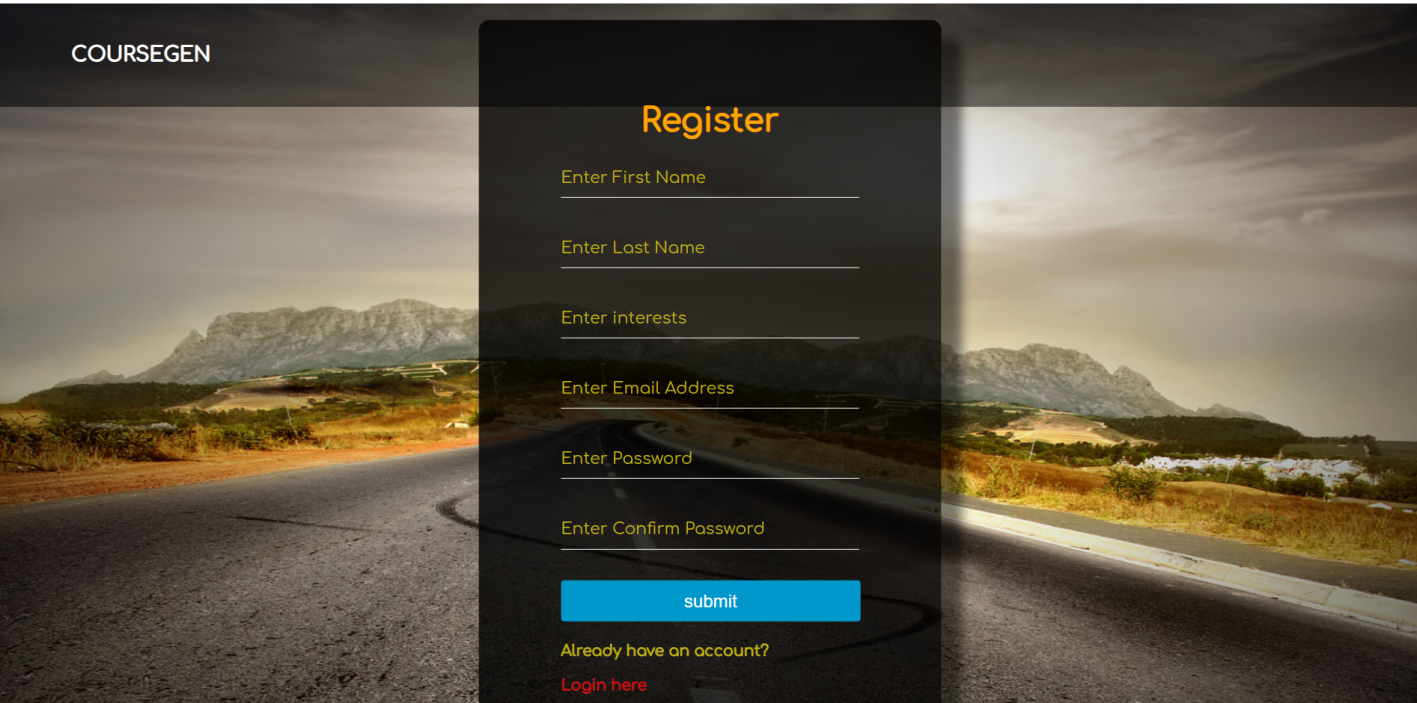 COURSEGEN
Register
Enter First Name
Enter Last Name
Enter interests
Enter Email Address
Enter Password
Enter Confirm Password
submit
Already have an account?
Login here